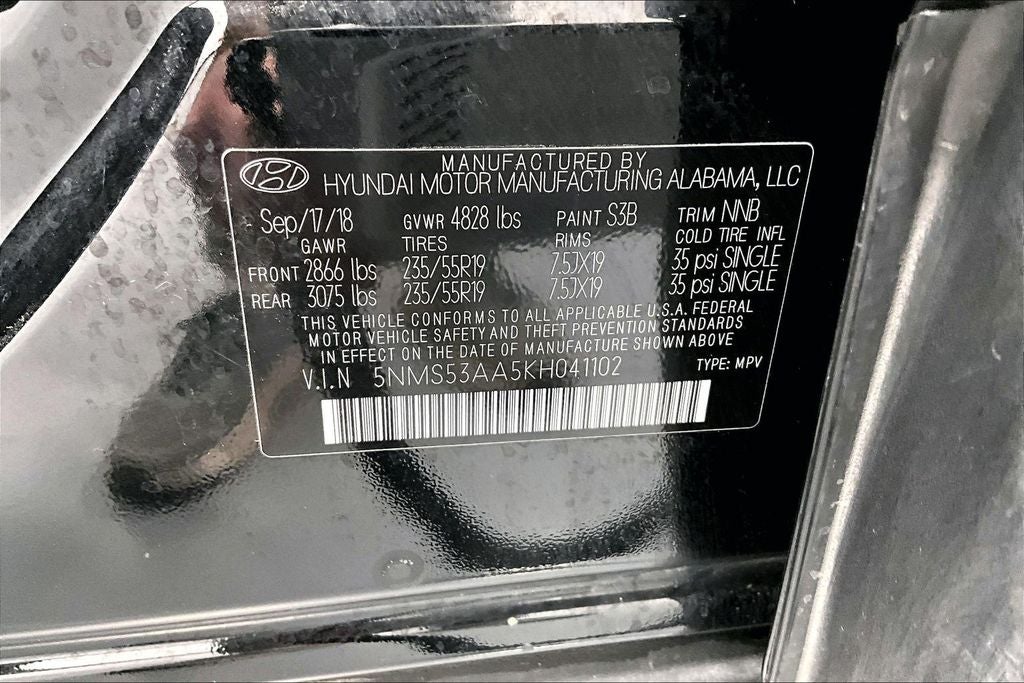 MANUFACTURED BY
HYUNDAI MOTOR MANUFACTURING ALABAMA, LLC
Sep/17/18 GVWR 4828 lbs PAINT S3B TRIM NNB
GAWR TIRES RIMS COLD TIRE INFL
FRONT 2866 lbs 235/55R19 7.5JX19 35 psi SINGLE
REAR 3075 lbs 235/55R19 7.5JX19 35 psi SINGLE
THIS VEHICLE CONFORMS TO ALL APPLICABLE U.S.A. FEDERAL
MOTOR VEHICLE SAFETY AND THEFT PREVENTION STANDARDS
IN EFFECT ON THE DATE OF MANUFACTURE SHOWN ABOVE
V.I.N 5NMS53AA5KH041102 TYPE: MPV